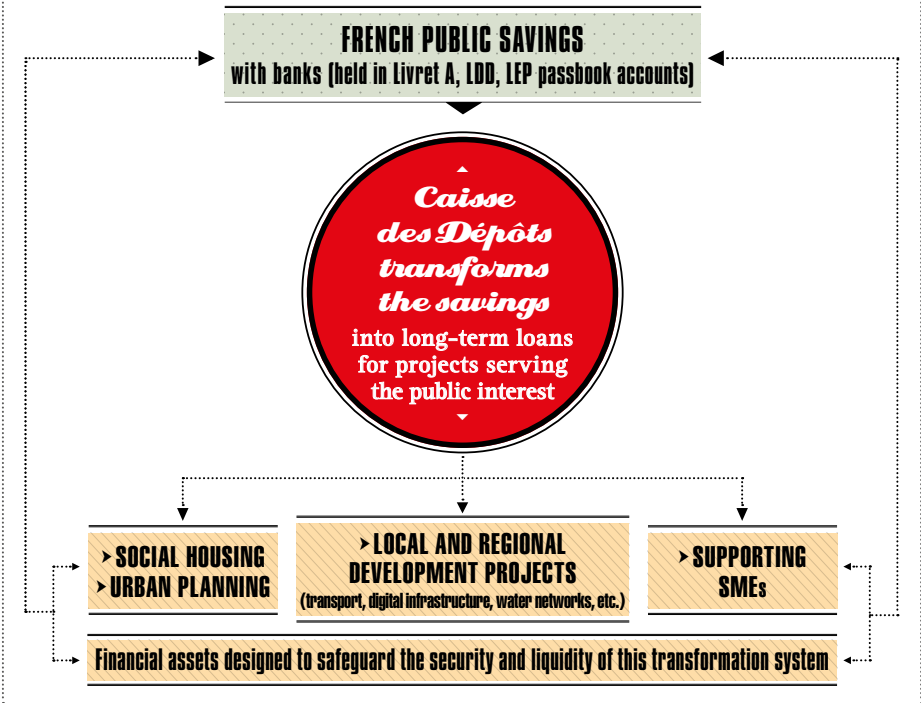 FRENCH PUBLIC SAVINGS
with banks (held in Livret A, LDD, LEP passbook accounts)
Caisse
des Dépôts
transforms
the savings
into long-term loans
for projects serving
the public interest
SOCIAL HOUSING
URBAN PLANNING
LOCAL AND REGIONAL
DEVELOPMENT PROJECTS
(transport, digital infrastructure, water networks, etc.)
SUPPORTING
SMEs
Financial assets designed to safeguard the security and liquidity of this transformation system